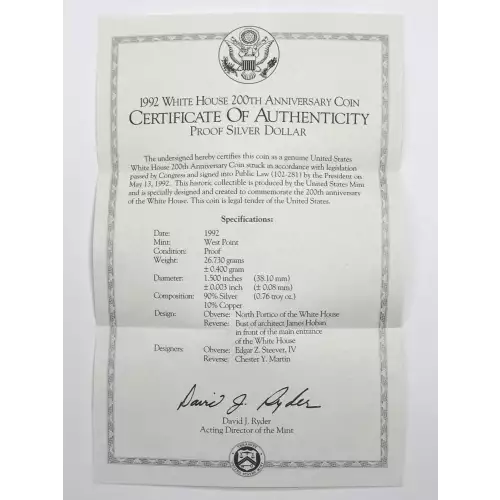 1992 WHITE HOUSE 200TH ANNIVERSARY COIN
CERTIFICATE OF AUTHENTICITY
PROOF SILVER DOLLAR
The undersigned hereby certifies this coin as a genuine United States
White House 200th Anniversary Coin struck in accordance with legislation
passed by Congress and signed into Public Law (102-281) by the President on
May 13, 1992. This historic collectible is produced by the United States Mint
and is specially designed and created to commemorate the 200th anniversary
of the White House. This coin is legal tender of the United States.
Specifications:
Date: 1992
Mint: West Point
Condition: Proof
Weight: 26.730 grams
± 0.400 gram
Diameter: 1.500 inches (38.10 mm)
± 0.003 inch (± 0.08 mm)
Composition: 90% Silver (0.76 troy oz.)
10% Copper
Design: Obverse: North Portico of the White House
Reverse: Bust of architect James Hoban
in front of the main entrance
of the White House
Designers: Obverse: Edgar Z. Steever, IV
Reverse: Chester Y. Martin
David J. Ryder
David J. Ryder
Acting Director of the Mint